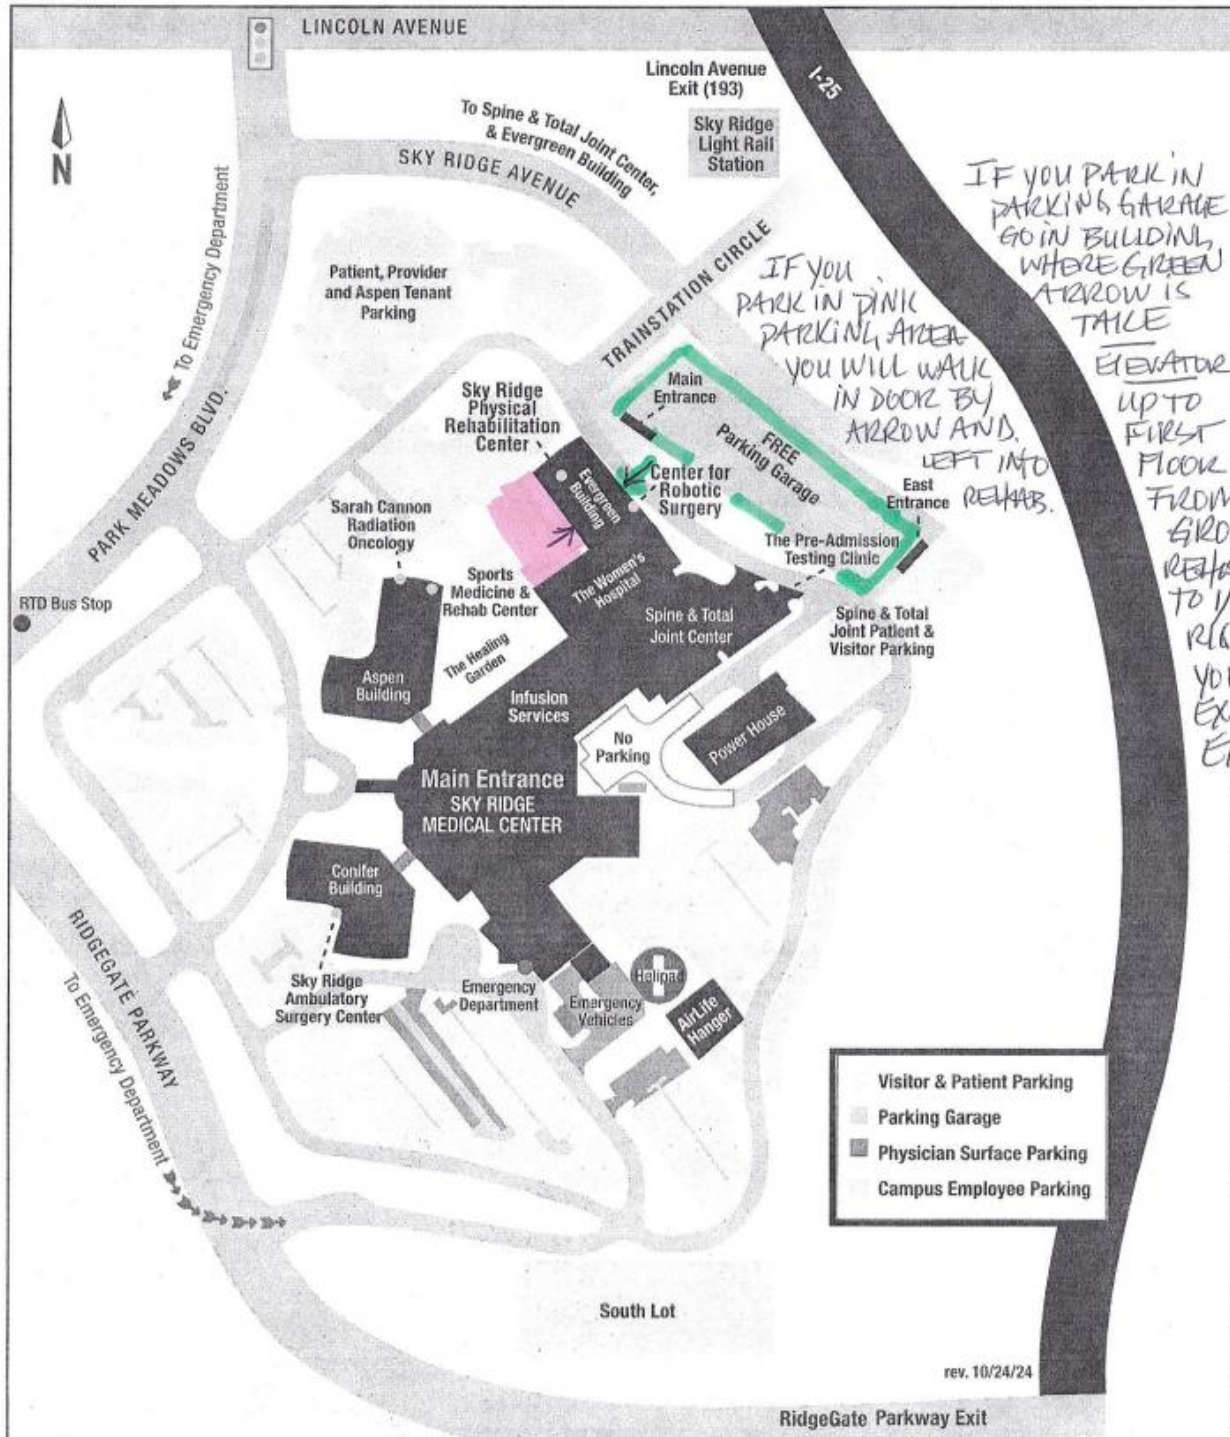 LINCOLN AVENUE
I-25
Lincoln Avenue
Exit (193)
Sky Ridge
Light Rail
Station
To Spine & Total Joint Center,
& Evergreen Building
SKY RIDGE AVENUE
N
To Emergency Department
PARK MEADOWS BLVD.
Patient, Provider
and Aspen Tenant
Parking
TRAINSTATION CIRCLE
IF YOU
PARK IN PINK
PARKING AREA
YOU WILL WALK
IN DOOR BY
ARROW AND
LEFT INTO
REHAB.
IF YOU PARK IN
PARKING GARAGE
GO IN BUILDING
WHERE GREEN
ARROW IS
TAKE
ELEVATOR
UP TO
FIRST
FLOOR
FROM
GRO
TO
RIG
YO
EX
Main
Entrance
FREE
Parking Garage
East
Entrance
Sky Ridge
Physical
Rehabilitation
Center
Evergreen
Building
Center for
Robotic
Surgery
The Pre-Admission
Testing Clinic
Sarah Cannon
Radiation
Oncology
Sports
Medicine &
Rehab Center
The Women's
Hospital
Spine & Total
Joint Center
Spine & Total
Joint Patient &
Visitor Parking
RTD Bus Stop
The Healing
Garden
Aspen
Building
Infusion
Services
No
Parking
Power House
Main Entrance
SKY RIDGE
MEDICAL CENTER
Conifer
Building
Sky Ridge
Ambulatory
Surgery Center
Emergency
Department
Emergency
Vehicles
Helipad
AirLife
Hanger
RIDGEGATE PARKWAY
To Emergency Department
Visitor & Patient Parking
Parking Garage
Physician Surface Parking
Campus Employee Parking
South Lot
rev. 10/24/24
RidgeGate Parkway Exit